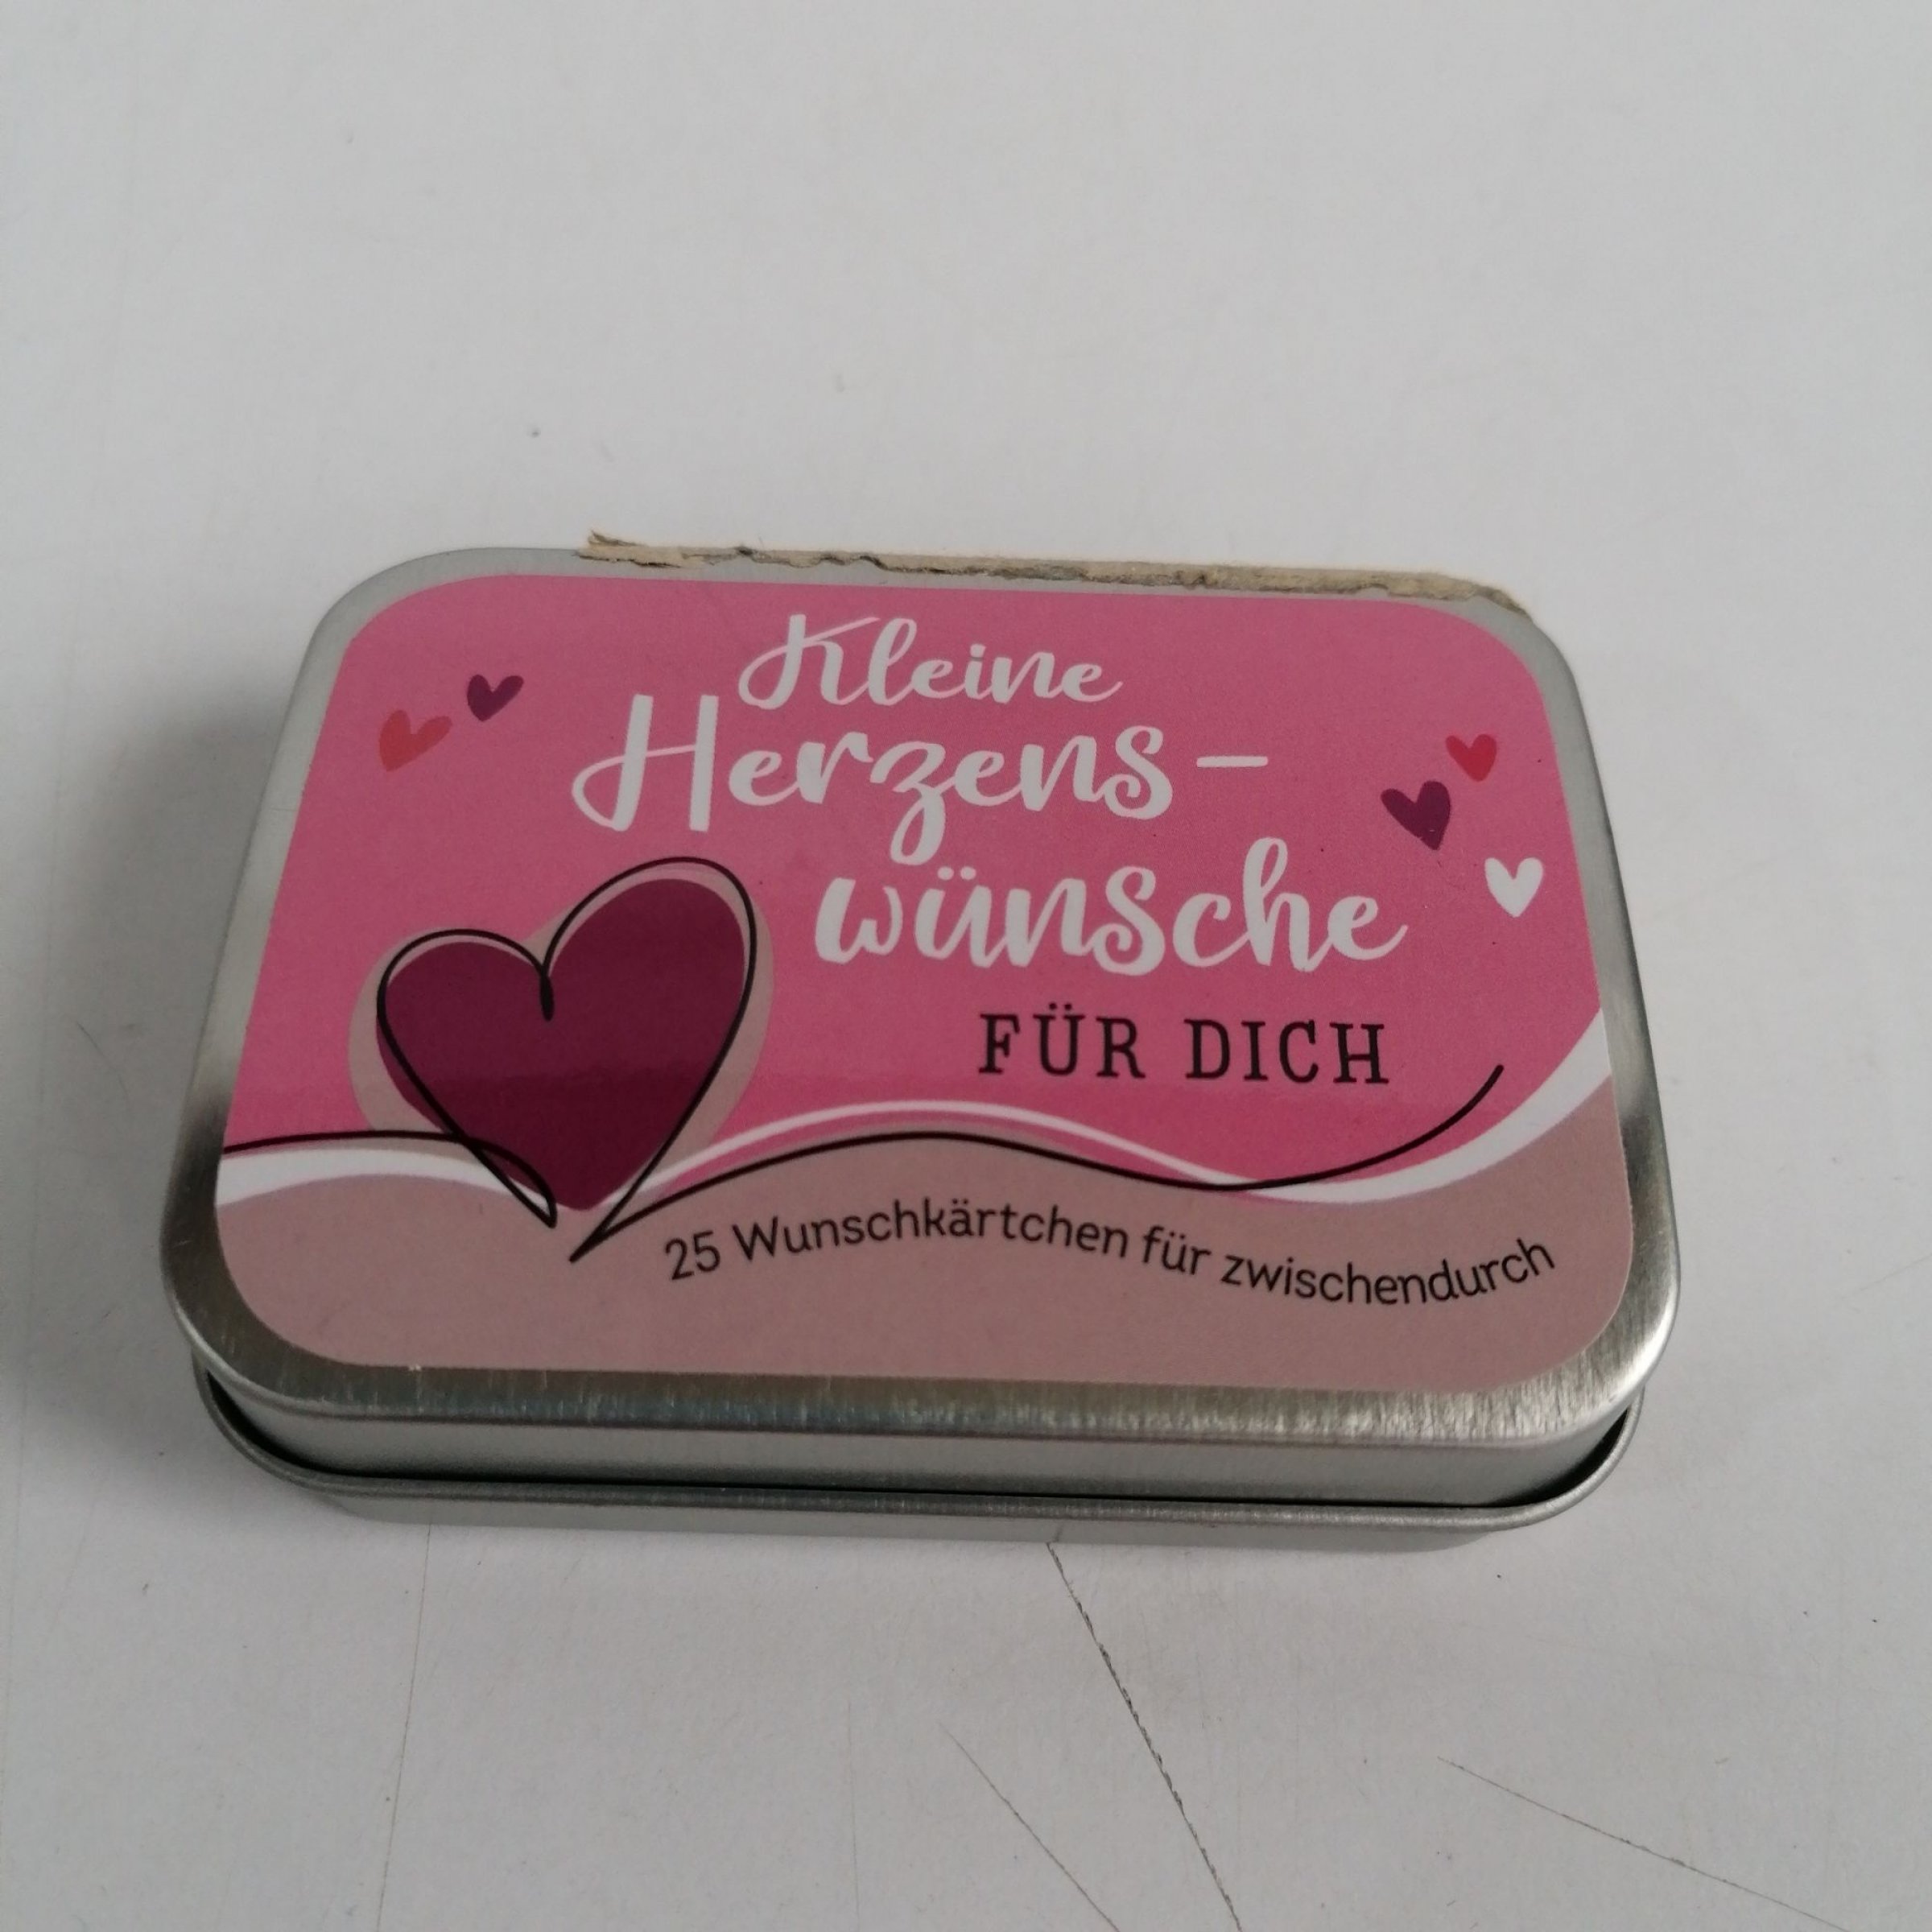 Kleine
Herzens-
wünsche
FÜR DICH
25 Wunschkärtchen für zwischendurch